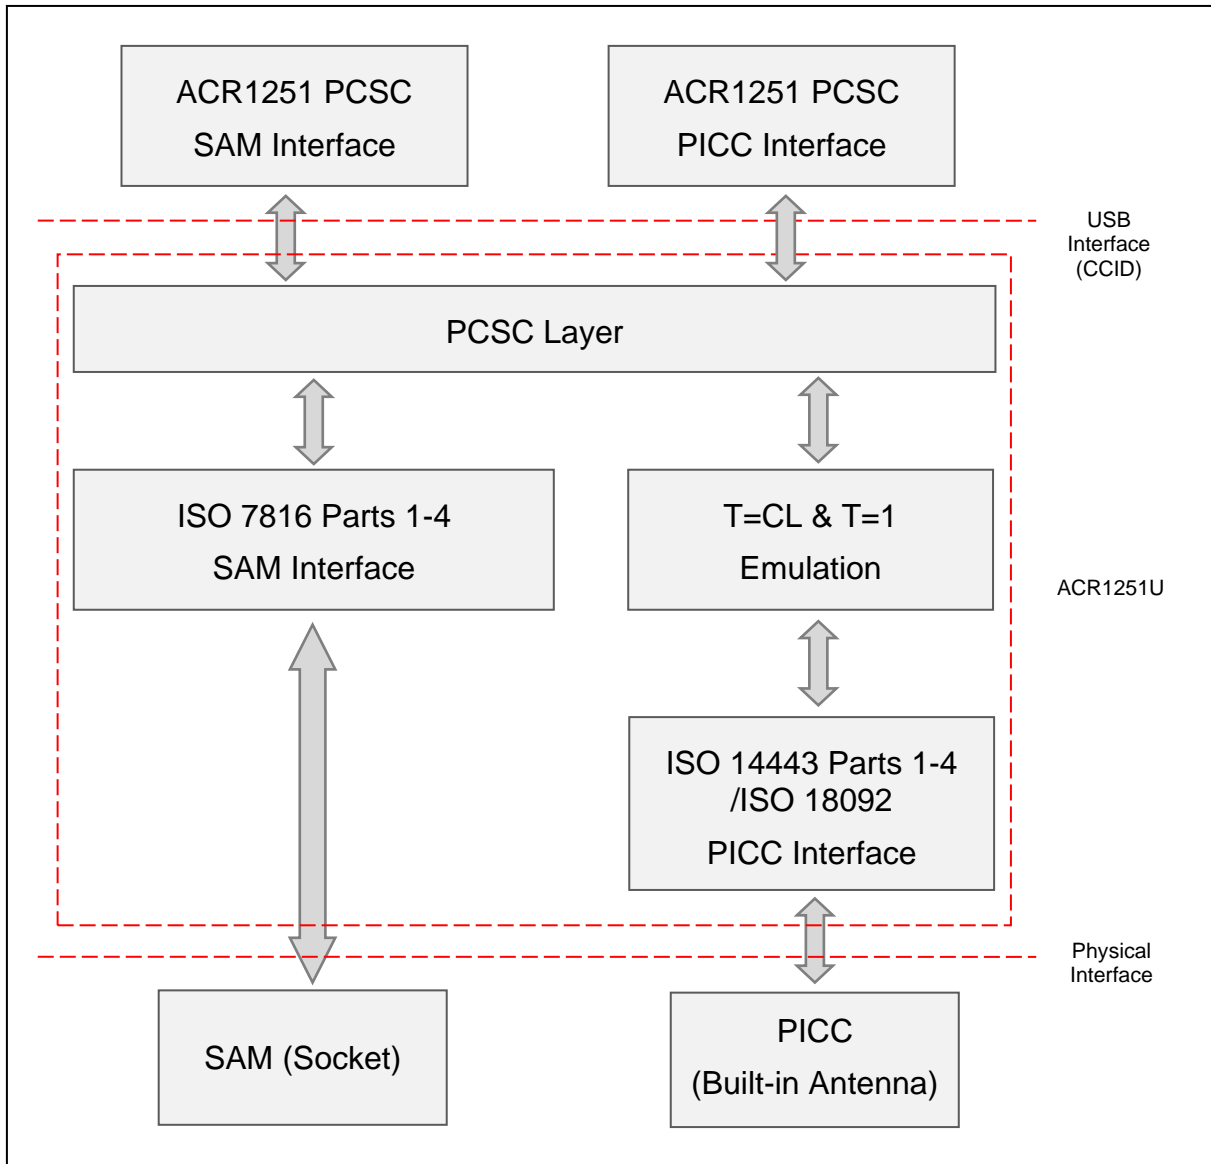 ACR1251 PCSC
SAM Interface
ACR1251 PCSC
PICC Interface
USB
Interface
(CCID)
PCSC Layer
ISO 7816 Parts 1-4
SAM Interface
T=CL & T=1
Emulation
ACR1251U
ISO 14443 Parts 1-4
/ISO 18092
PICC Interface
Physical
Interface
SAM (Socket)
PICC
(Built-in Antenna)